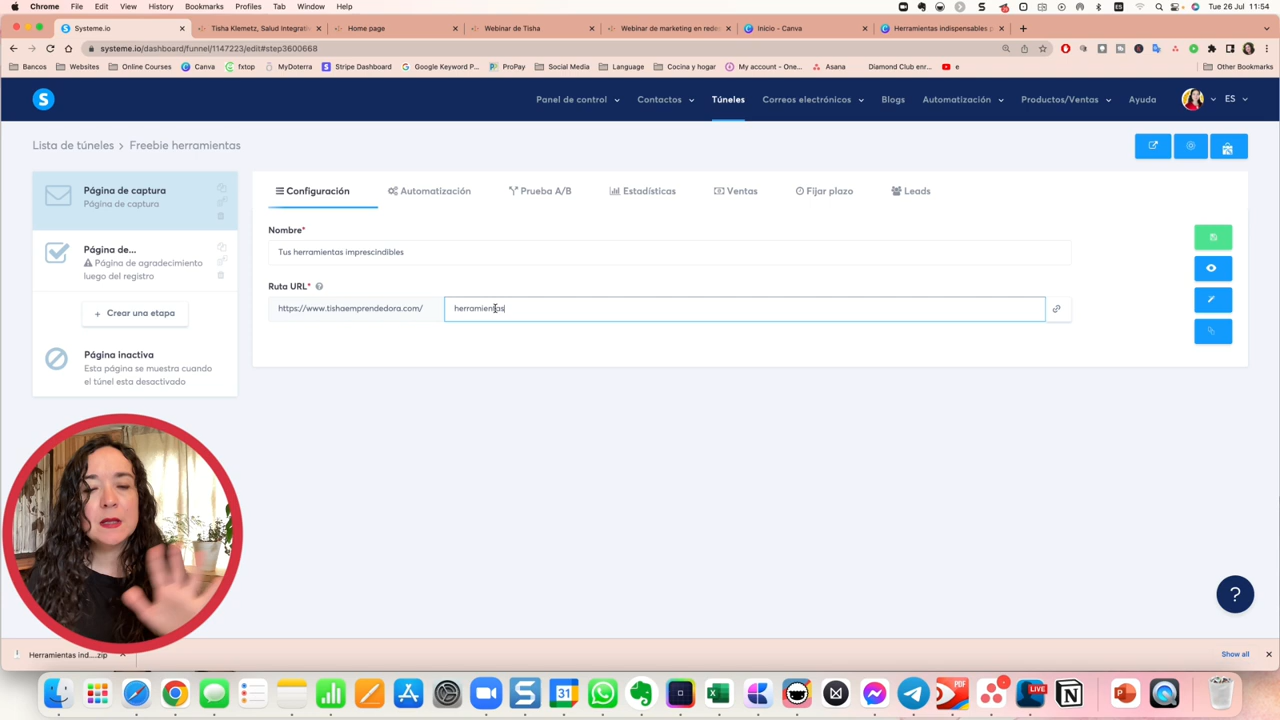 Chrome File Edit View History Bookmarks Profiles Tab Window Help
Tue 26 Jul 11:54
Systeme.io
Tisha Klemetz, Salud Integrati
Home page
Webinar de Tisha
Webinar de marketing en rede
Inicio - Canva
Herramientas indispensables p
systeme.io/dashboard/funnel/1147223/edit#step3600668
Bancos
Websites
Online Courses
Canva
fxtop
MyDoterra
Stripe Dashboard
Google Keyword P...
ProPay
Social Media
Language
Cocina y hogar
My account - One...
Asana
Diamond Club enr...
e
Other Bookmarks
S
Panel de control
Contactos
Túneles
Correos electrónicos
Blogs
Automatización
Productos/Ventas
Ayuda
ES
Lista de túneles > Freebie herramientas
Página de captura
Página de captura
Página de...
Página de agradecimiento
luego del registro
+ Crear una etapa
Página inactiva
Esta página se muestra cuando
el túnel esta desactivado
Configuración
Automatización
Prueba A/B
Estadísticas
Ventas
Fijar plazo
Leads
Nombre*
Tus herramientas imprescindibles
Ruta URL* ?
https://www.tishaemprendedora.com/
herramientas
?
Herramientas ind....zip
Show all